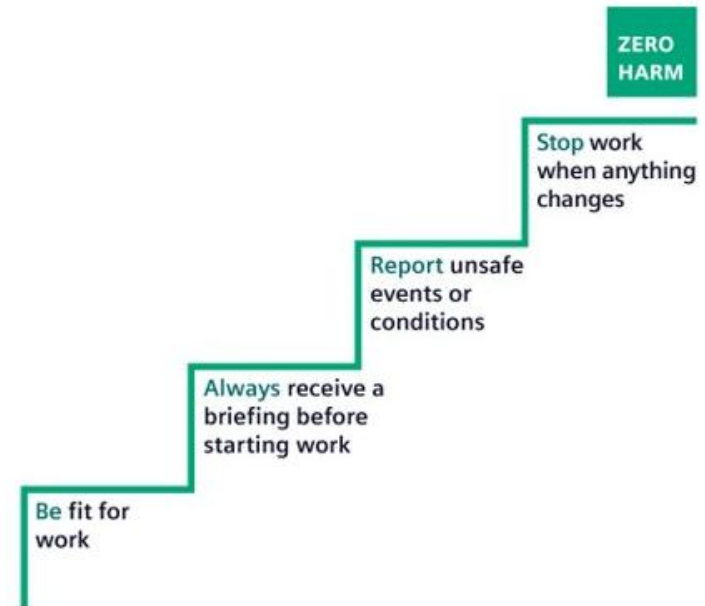 ZERO
HARM
Stop work
when anything
changes
Report unsafe
events or
conditions
Always receive a
briefing before
starting work
Be fit for
work